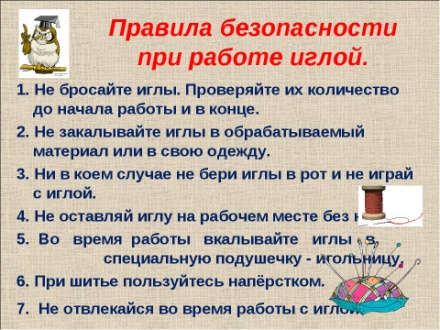 Правила безопасности
при работе иглой.
1. Не бросайте иглы. Проверяйте их количество
до начала работы и в конце.
2. Не закалывайте иглы в обрабатываемый
материал или в свою одежду.
3. Ни в коем случае не бери иглы в рот и не играй
с иглой.
4. Не оставляй иглу на рабочем месте без
5. Во время работы вкалывайте иглы в
специальную подушечку - игольницу.
6. При шитье пользуйтесь напёрстком.
7. Не отвлекайся во время работы с иглой.